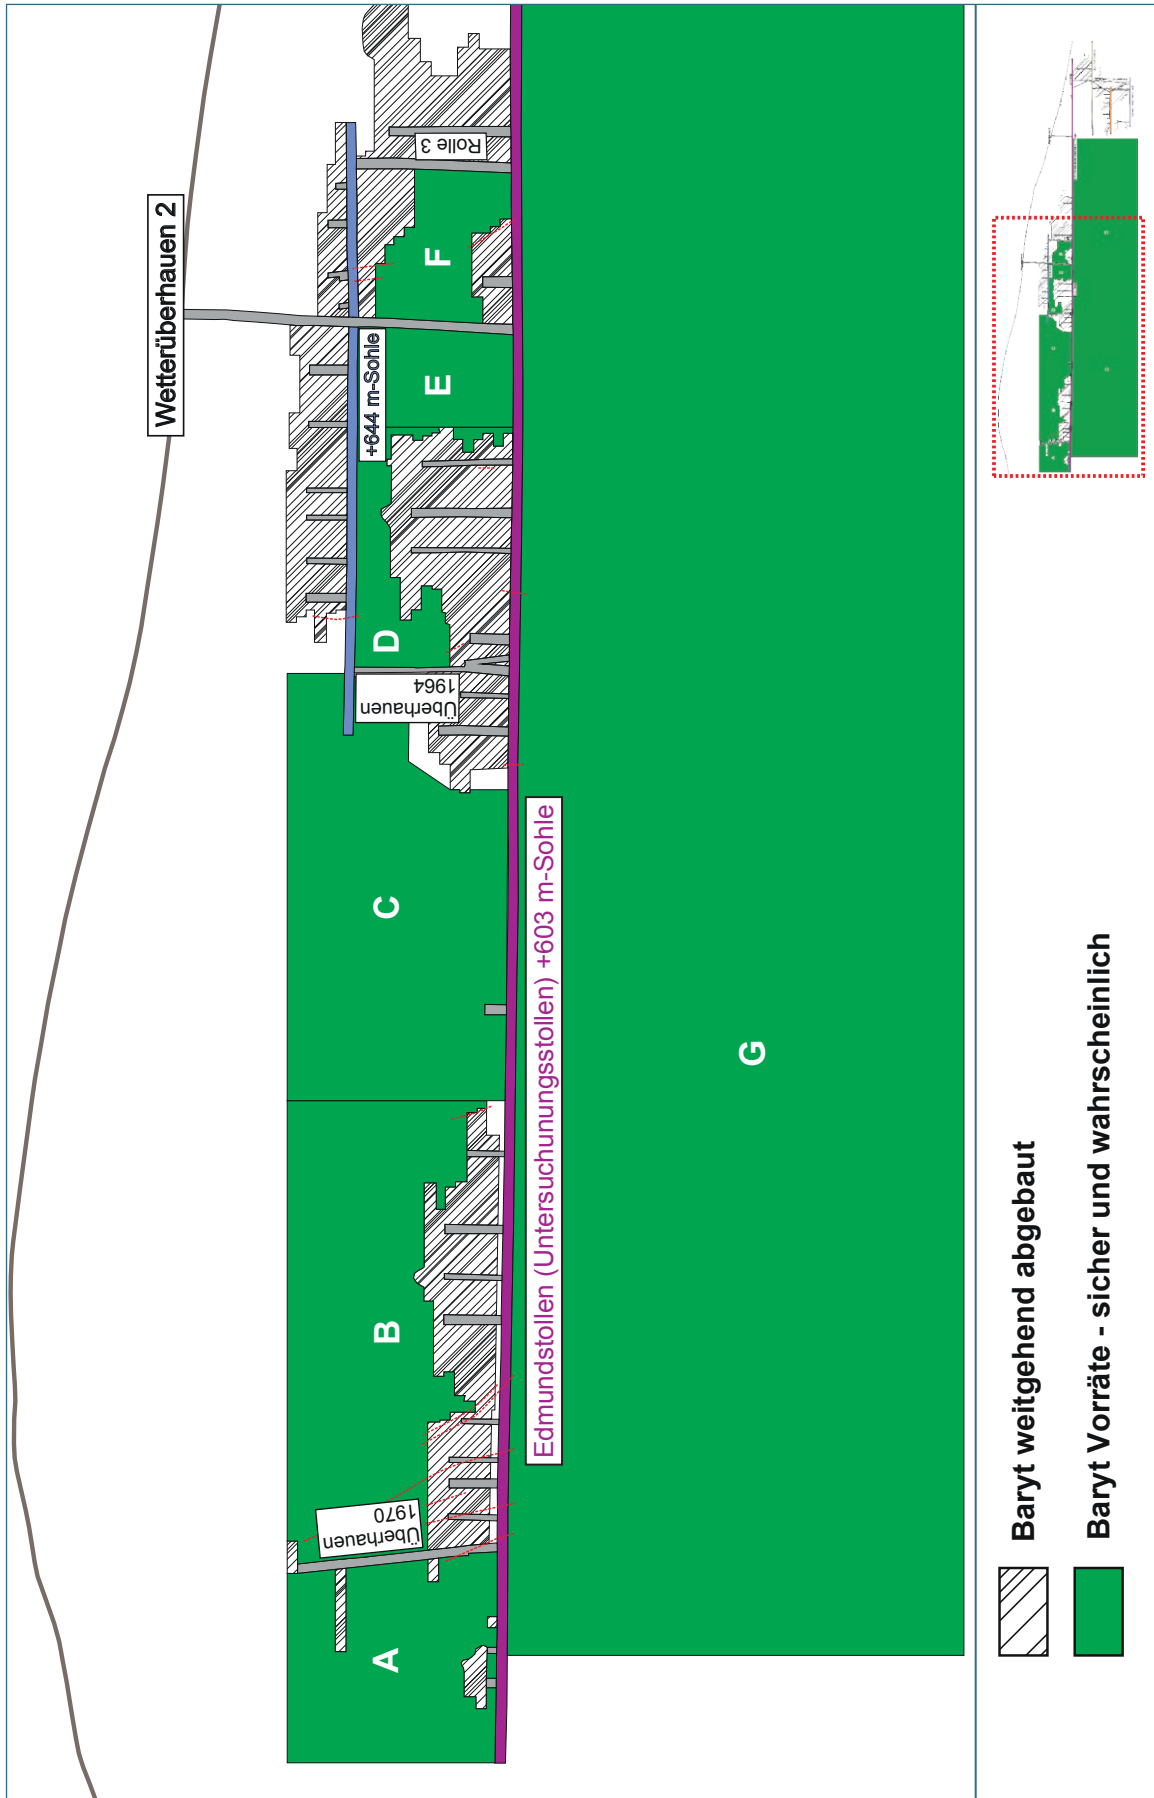 Wetterüberhauen 2
Rolle 3
+644 m-Sohle
F
E
D
Überhauen
1964
C
B
Überhauen
1970
A
Edmundstollen (Untersuchunungsstollen) +603 m-Sohle
G
Baryt weitgehend abgebaut
Baryt Vorräte - sicher und wahrscheinlich